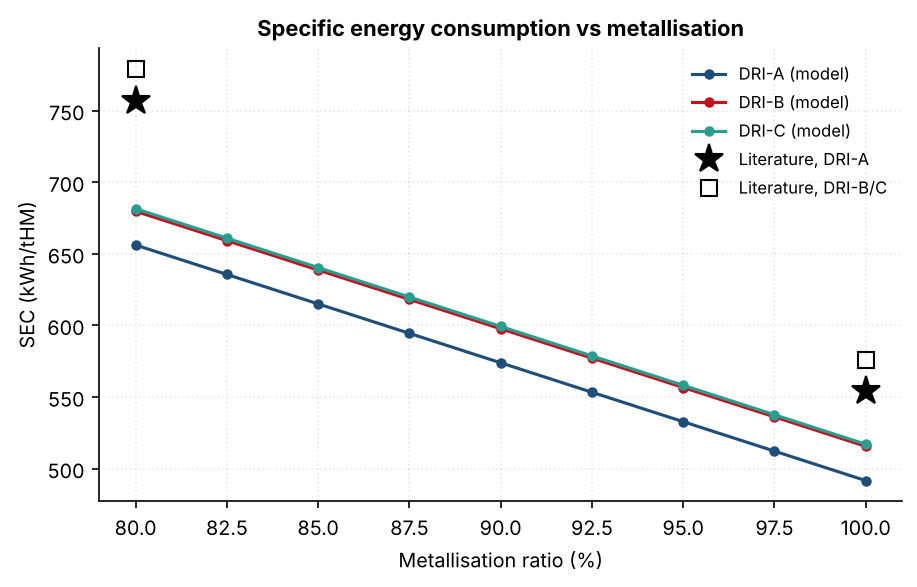 Specific energy consumption vs metallisation
DRI-A (model)
DRI-B (model)
DRI-C (model)
Literature, DRI-A
Literature, DRI-B/C
SEC (kWh/tHM)
750
700
650
600
550
500
80.0 82.5 85.0 87.5 90.0 92.5 95.0 97.5 100.0
Metallisation ratio (%)